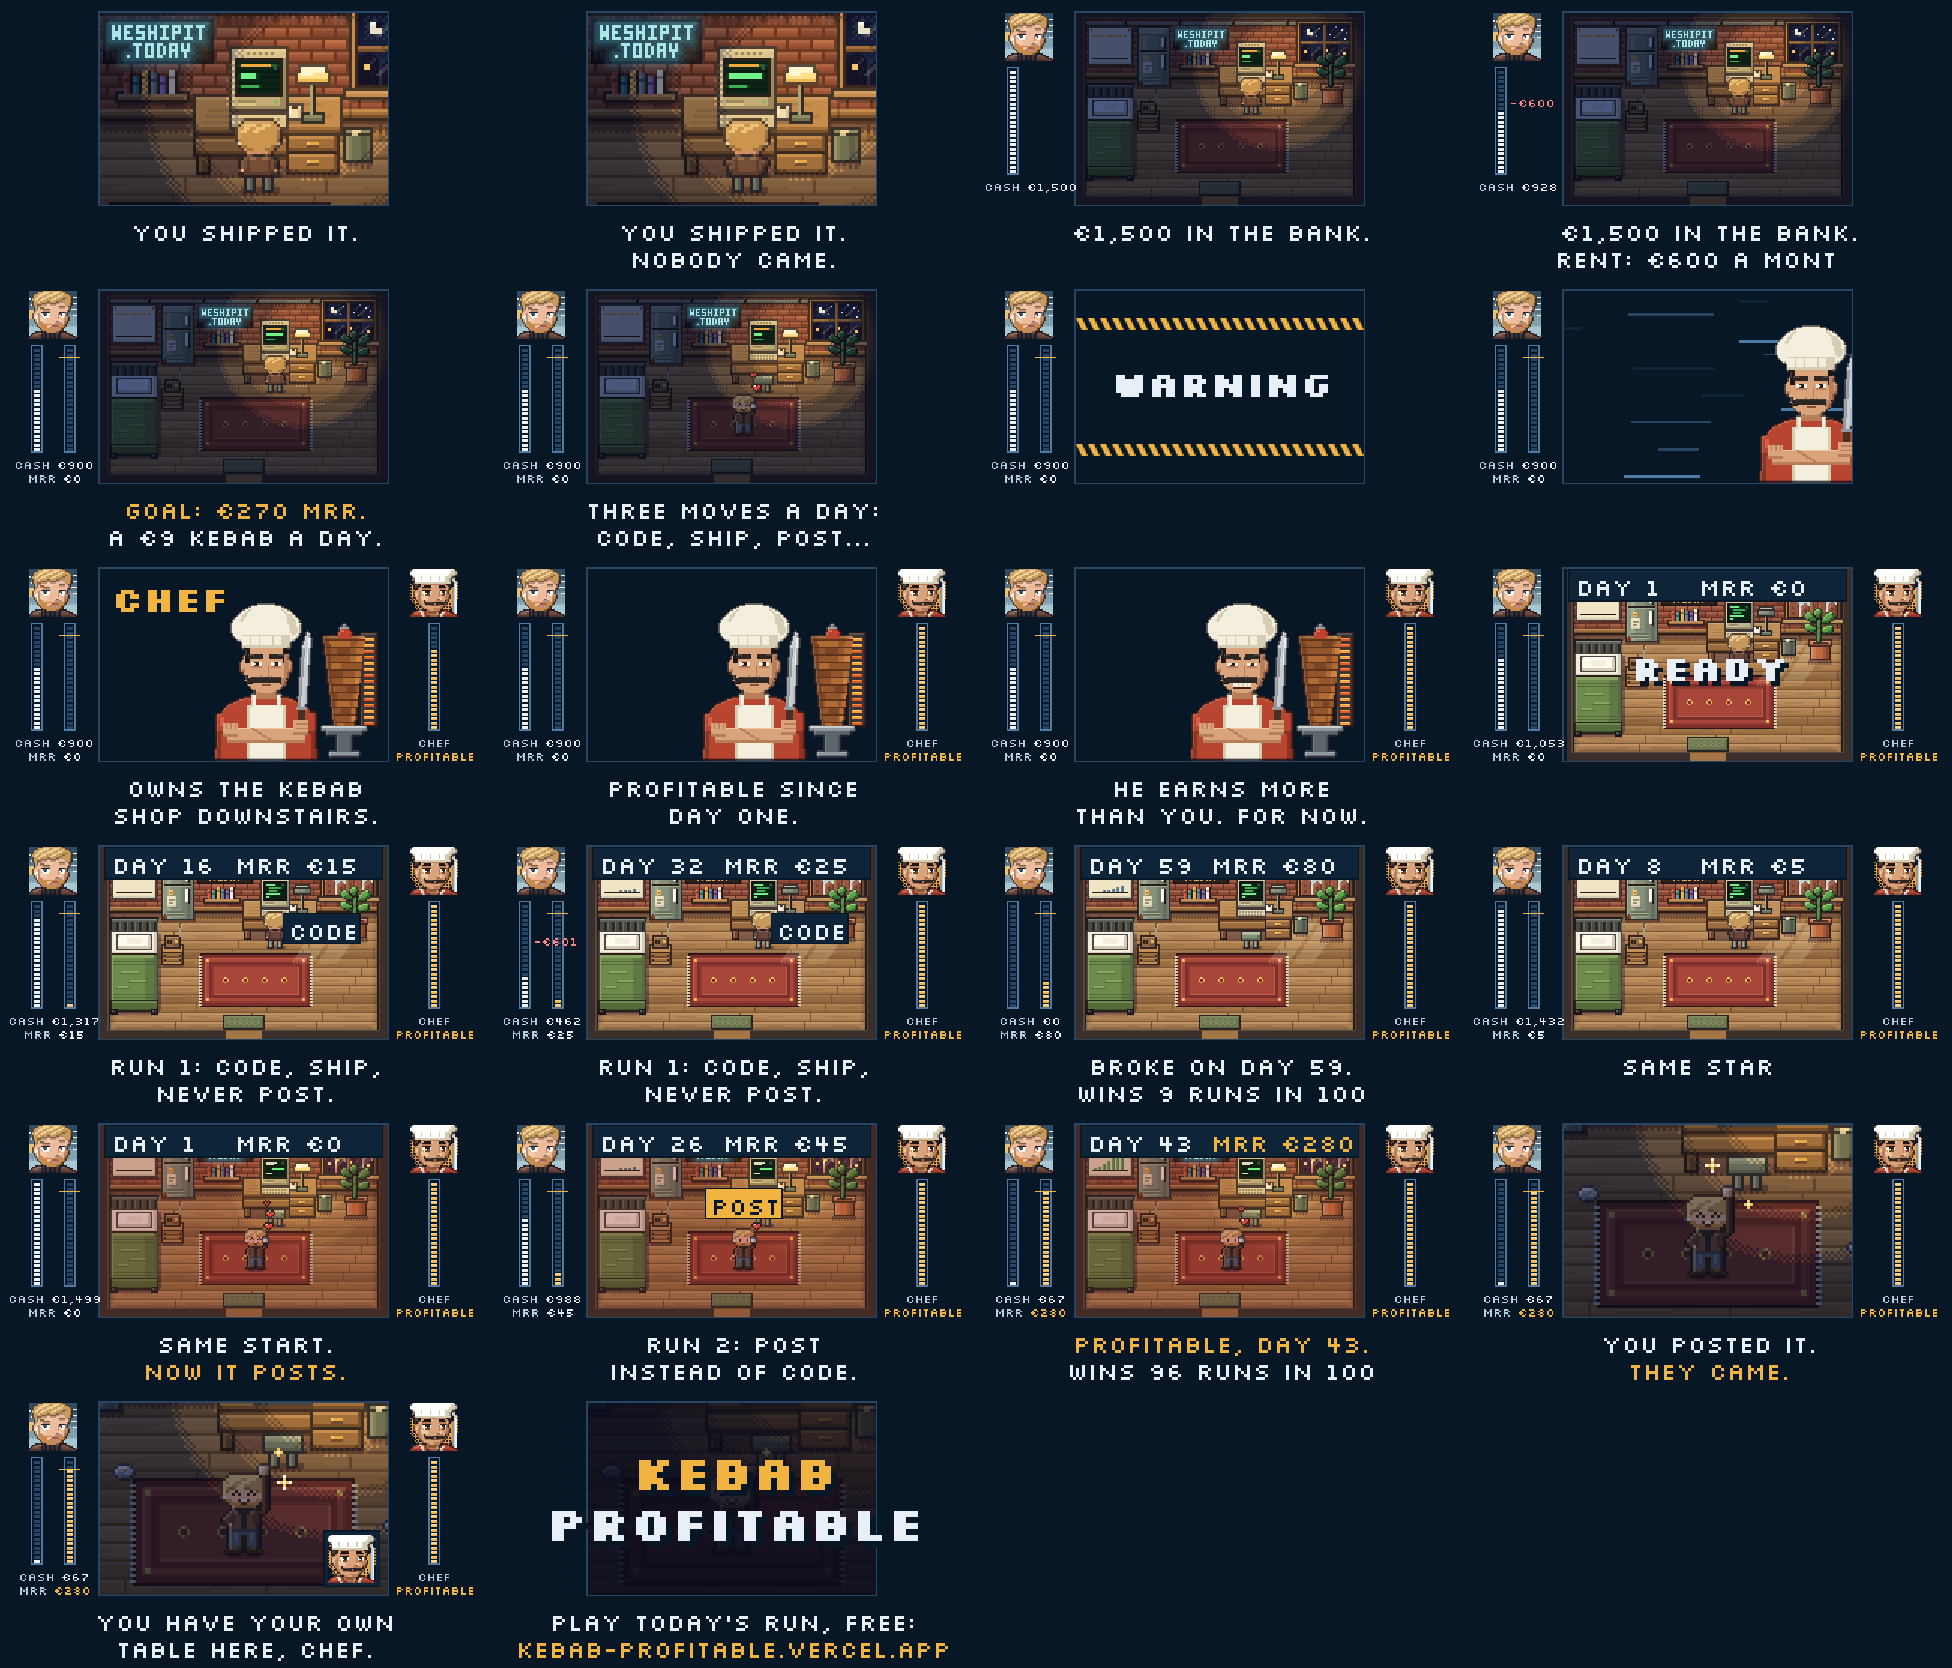 WESHIPIT
.TODAY
YOU SHIPPED IT.
WESHIPIT
.TODAY
YOU SHIPPED IT.
NOBODY CAME.
WESHIPIT
.TODAY
CASH €1,500
€1,500 IN THE BANK.
WESHIPIT
.TODAY
-€600
CASH €928
€1,500 IN THE BANK.
RENT: €600 A MONT
WESHIPIT
.TODAY
CASH €900
MRR €0
GOAL: €270 MRR.
A €9 KEBAB A DAY.
WESHIPIT
.TODAY
CASH €900
MRR €0
THREE MOVES A DAY:
CODE, SHIP, POST...
WARNING
CASH €900
MRR €0
CASH €900
MRR €0
CHEF
CASH €900
MRR €0
CHEF
PROFITABLE
OWNS THE KEBAB
SHOP DOWNSTAIRS.
CASH €900
MRR €0
CHEF
PROFITABLE
PROFITABLE SINCE
DAY ONE.
CASH €900
MRR €0
CHEF
PROFITABLE
HE EARNS MORE
THAN YOU. FOR NOW.
DAY 1 MRR €0
READY
CASH €1,053
MRR €0
CHEF
PROFITABLE
DAY 16 MRR €15
CODE
CASH €1,317
MRR €15
CHEF
PROFITABLE
RUN 1: CODE, SHIP,
NEVER POST.
DAY 32 MRR €25
CODE
-€601
CASH €462
MRR €25
CHEF
PROFITABLE
RUN 1: CODE, SHIP,
NEVER POST.
DAY 59 MRR €80
CASH €0
MRR €80
CHEF
PROFITABLE
BROKE ON DAY 59.
WINS 9 RUNS IN 100
DAY 8 MRR €5
CASH €1,432
MRR €5
CHEF
PROFITABLE
SAME STAR
DAY 1 MRR €0
CASH €1,499
MRR €0
CHEF
PROFITABLE
SAME START.
NOW IT POSTS.
DAY 26 MRR €45
POST
CASH €988
MRR €45
CHEF
PROFITABLE
RUN 2: POST
INSTEAD OF CODE.
DAY 43 MRR €280
CASH €67
MRR €280
CHEF
PROFITABLE
PROFITABLE, DAY 43.
WINS 96 RUNS IN 100
CASH €67
MRR €280
CHEF
PROFITABLE
YOU POSTED IT.
THEY CAME.
CASH €67
MRR €280
CHEF
PROFITABLE
YOU HAVE YOUR OWN
TABLE HERE, CHEF.
KEBAB
PROFITABLE
PLAY TODAY'S RUN, FREE:
KEBAB-PROFITABLE.VERCEL.APP